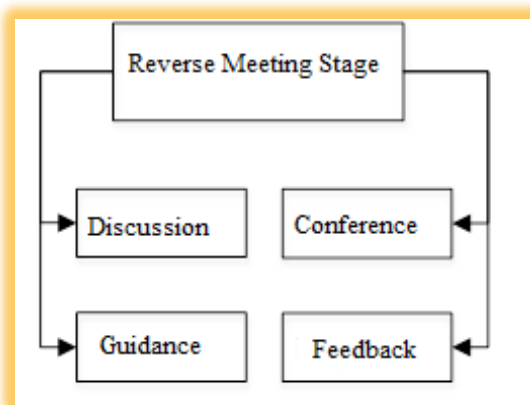 Reverse Meeting Stage
Discussion
Conference
Guidance
Feedback